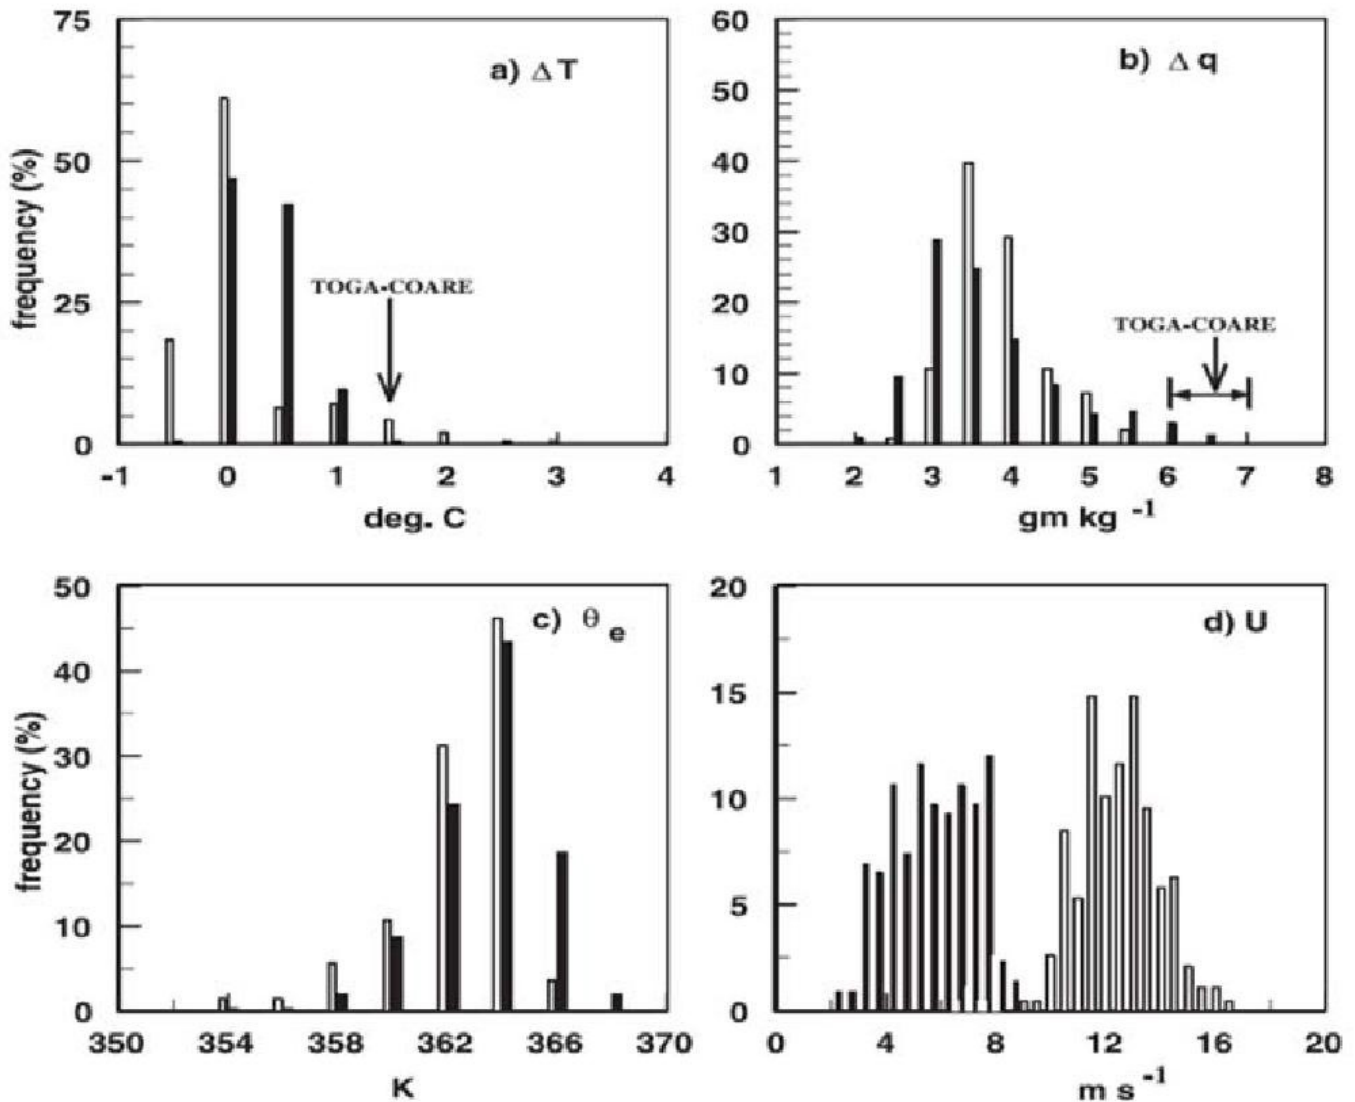 75
50
25
0
frequency (%)
a) Δ T
TOGA-COARE
-1 0 1 2 3 4
deg. C
60
50
40
30
20
10
0
b) Δ q
TOGA-COARE
1 2 3 4 5 6 7 8
gm kg -1
50
40
30
20
10
0
frequency (%)
c) θ e
350 354 358 362 366 370
K
20
15
10
5
0
d) U
0 4 8 12 16 20
m s -1